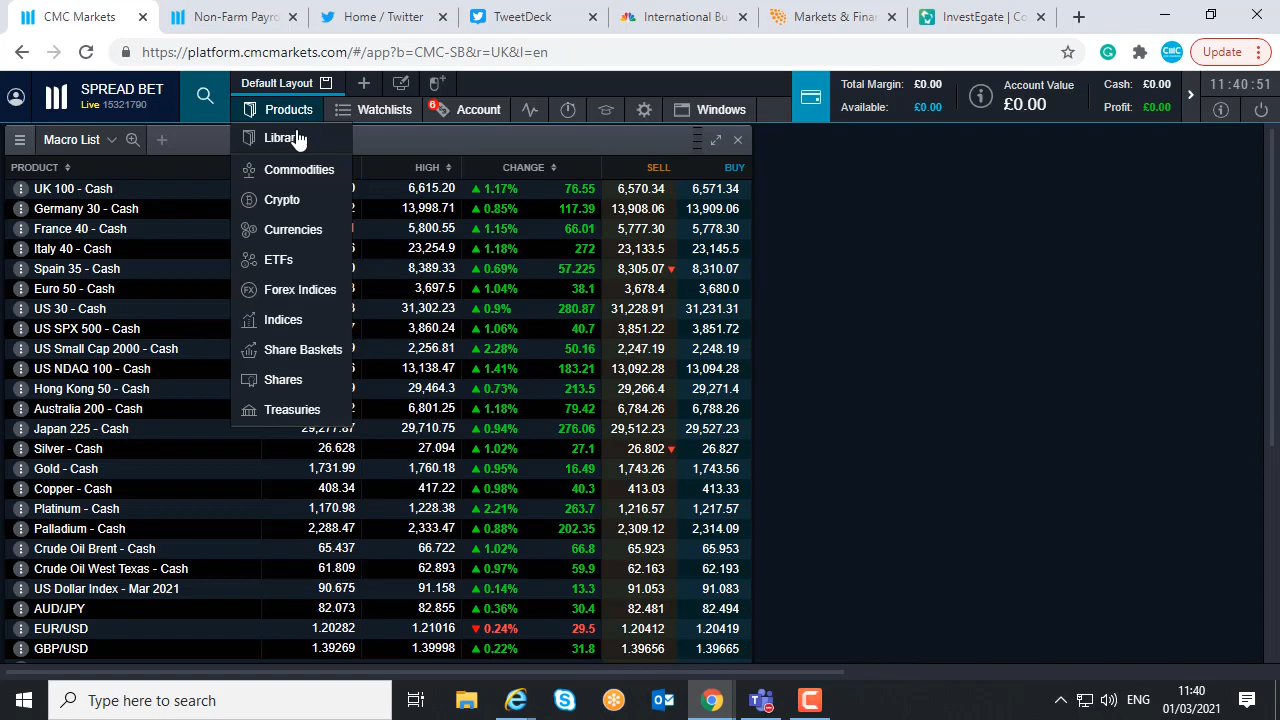 CMC Markets
Non-Farm Payro
Home / Twitter
TweetDeck
International Bu
Markets & Finan
InvestEgate | Co
https://platform.cmcmarkets.com/#/app?b=CMC-SB&r=UK&l=en
Update
SPREAD BET
Live 15321790
Default Layout
Products
Watchlists
6
Account
Windows
Total Margin: £0.00
Available: £0.00
Account Value
£0.00
Cash: £0.00
Profit: £0.00
11:40:51
Macro List
Library
Commodities
Crypto
Currencies
ETFs
Forex Indices
Indices
Share Baskets
Shares
Treasuries
PRODUCT HIGH CHANGE SELL BUY
UK 100 - Cash 0 6,615.20 1.17% 76.55 6,570.34 6,571.34
Germany 30 - Cash 2 13,998.71 0.85% 117.39 13,908.06 13,909.06
France 40 - Cash 1 5,800.55 1.15% 66.01 5,777.30 5,778.30
Italy 40 - Cash 6 23,254.9 1.18% 272 23,133.5 23,145.5
Spain 35 - Cash 6 8,389.33 0.69% 57.225 8,305.07 8,310.07
Euro 50 - Cash 3,697.5 1.04% 38.1 3,678.4 3,680.0
US 30 - Cash 7 31,302.23 0.9% 280.87 31,228.91 31,231.31
US SPX 500 - Cash 4 3,860.24 1.06% 40.7 3,851.22 3,851.72
US Small Cap 2000 - Cash 6 2,256.81 2.28% 50.16 2,247.19 2,248.19
US NDAQ 100 - Cash 7 13,138.47 1.41% 183.21 13,092.28 13,094.28
Hong Kong 50 - Cash 3 29,464.3 0.73% 213.5 29,266.4 29,271.4
Australia 200 - Cash 2 6,801.25 1.18% 79.42 6,784.26 6,788.26
Japan 225 - Cash 29,277.87 29,710.75 0.94% 276.06 29,512.23 29,527.23
Silver - Cash 26.628 27.094 1.02% 27.1 26.802 26.827
Gold - Cash 1,731.99 1,760.18 0.95% 16.49 1,743.26 1,743.56
Copper - Cash 408.34 417.22 0.98% 40.3 413.03 413.33
Platinum - Cash 1,170.98 1,228.38 2.21% 263.7 1,216.57 1,217.57
Palladium - Cash 2,288.47 2,333.47 0.88% 202.35 2,309.12 2,314.09
Crude Oil Brent - Cash 65.437 66.722 1.02% 66.8 65.923 65.953
Crude Oil West Texas - Cash 61.809 62.893 0.97% 59.9 62.163 62.193
US Dollar Index - Mar 2021 90.675 91.158 0.14% 13.3 91.053 91.083
AUD/JPY 82.073 82.855 0.36% 30.4 82.481 82.494
EUR/USD 1.20282 1.21016 0.24% 29.5 1.20412 1.20419
GBP/USD 1.39269 1.39998 0.22% 31.8 1.39656 1.39665
Type here to search
ENG
11:40
01/03/2021